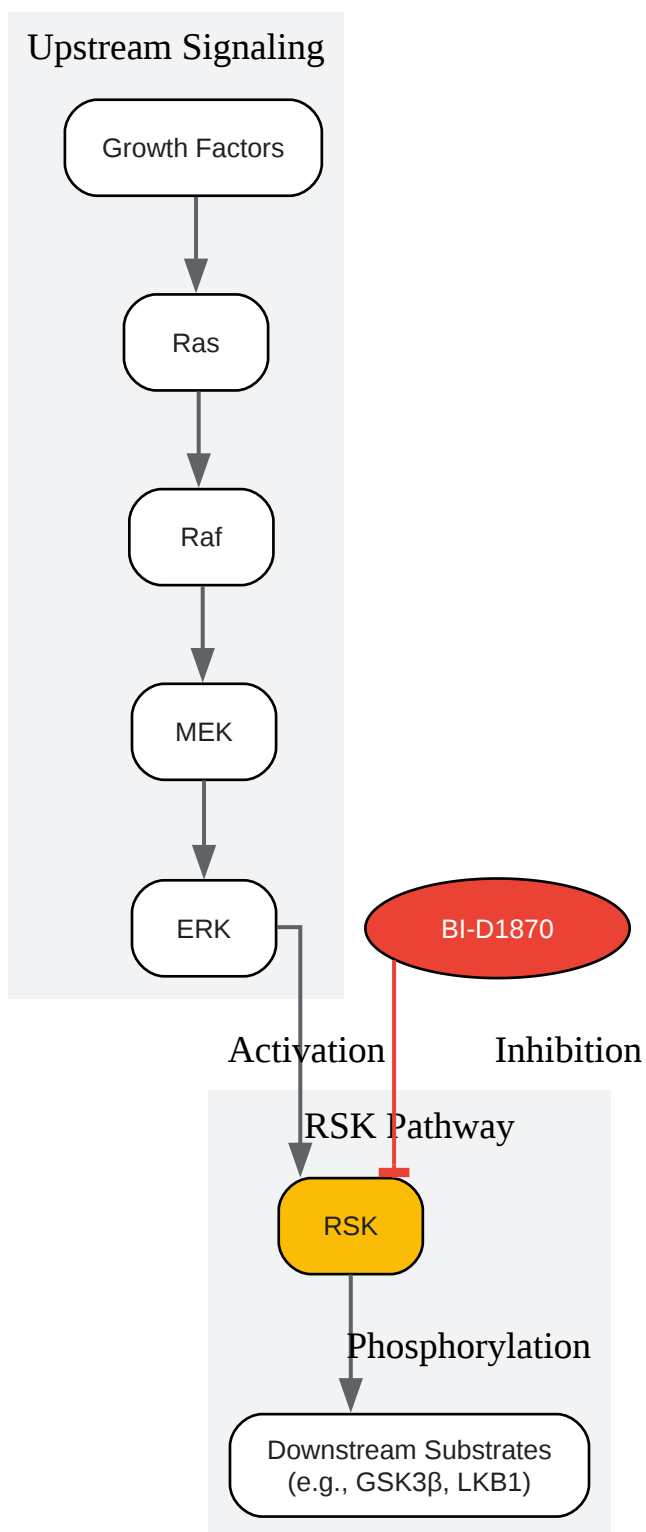 Upstream Signaling
Growth Factors
Ras
Raf
MEK
ERK
BI-D1870
Activation
Inhibition
RSK Pathway
RSK
Phosphorylation
Downstream Substrates
(e.g., GSK3β, LKB1)